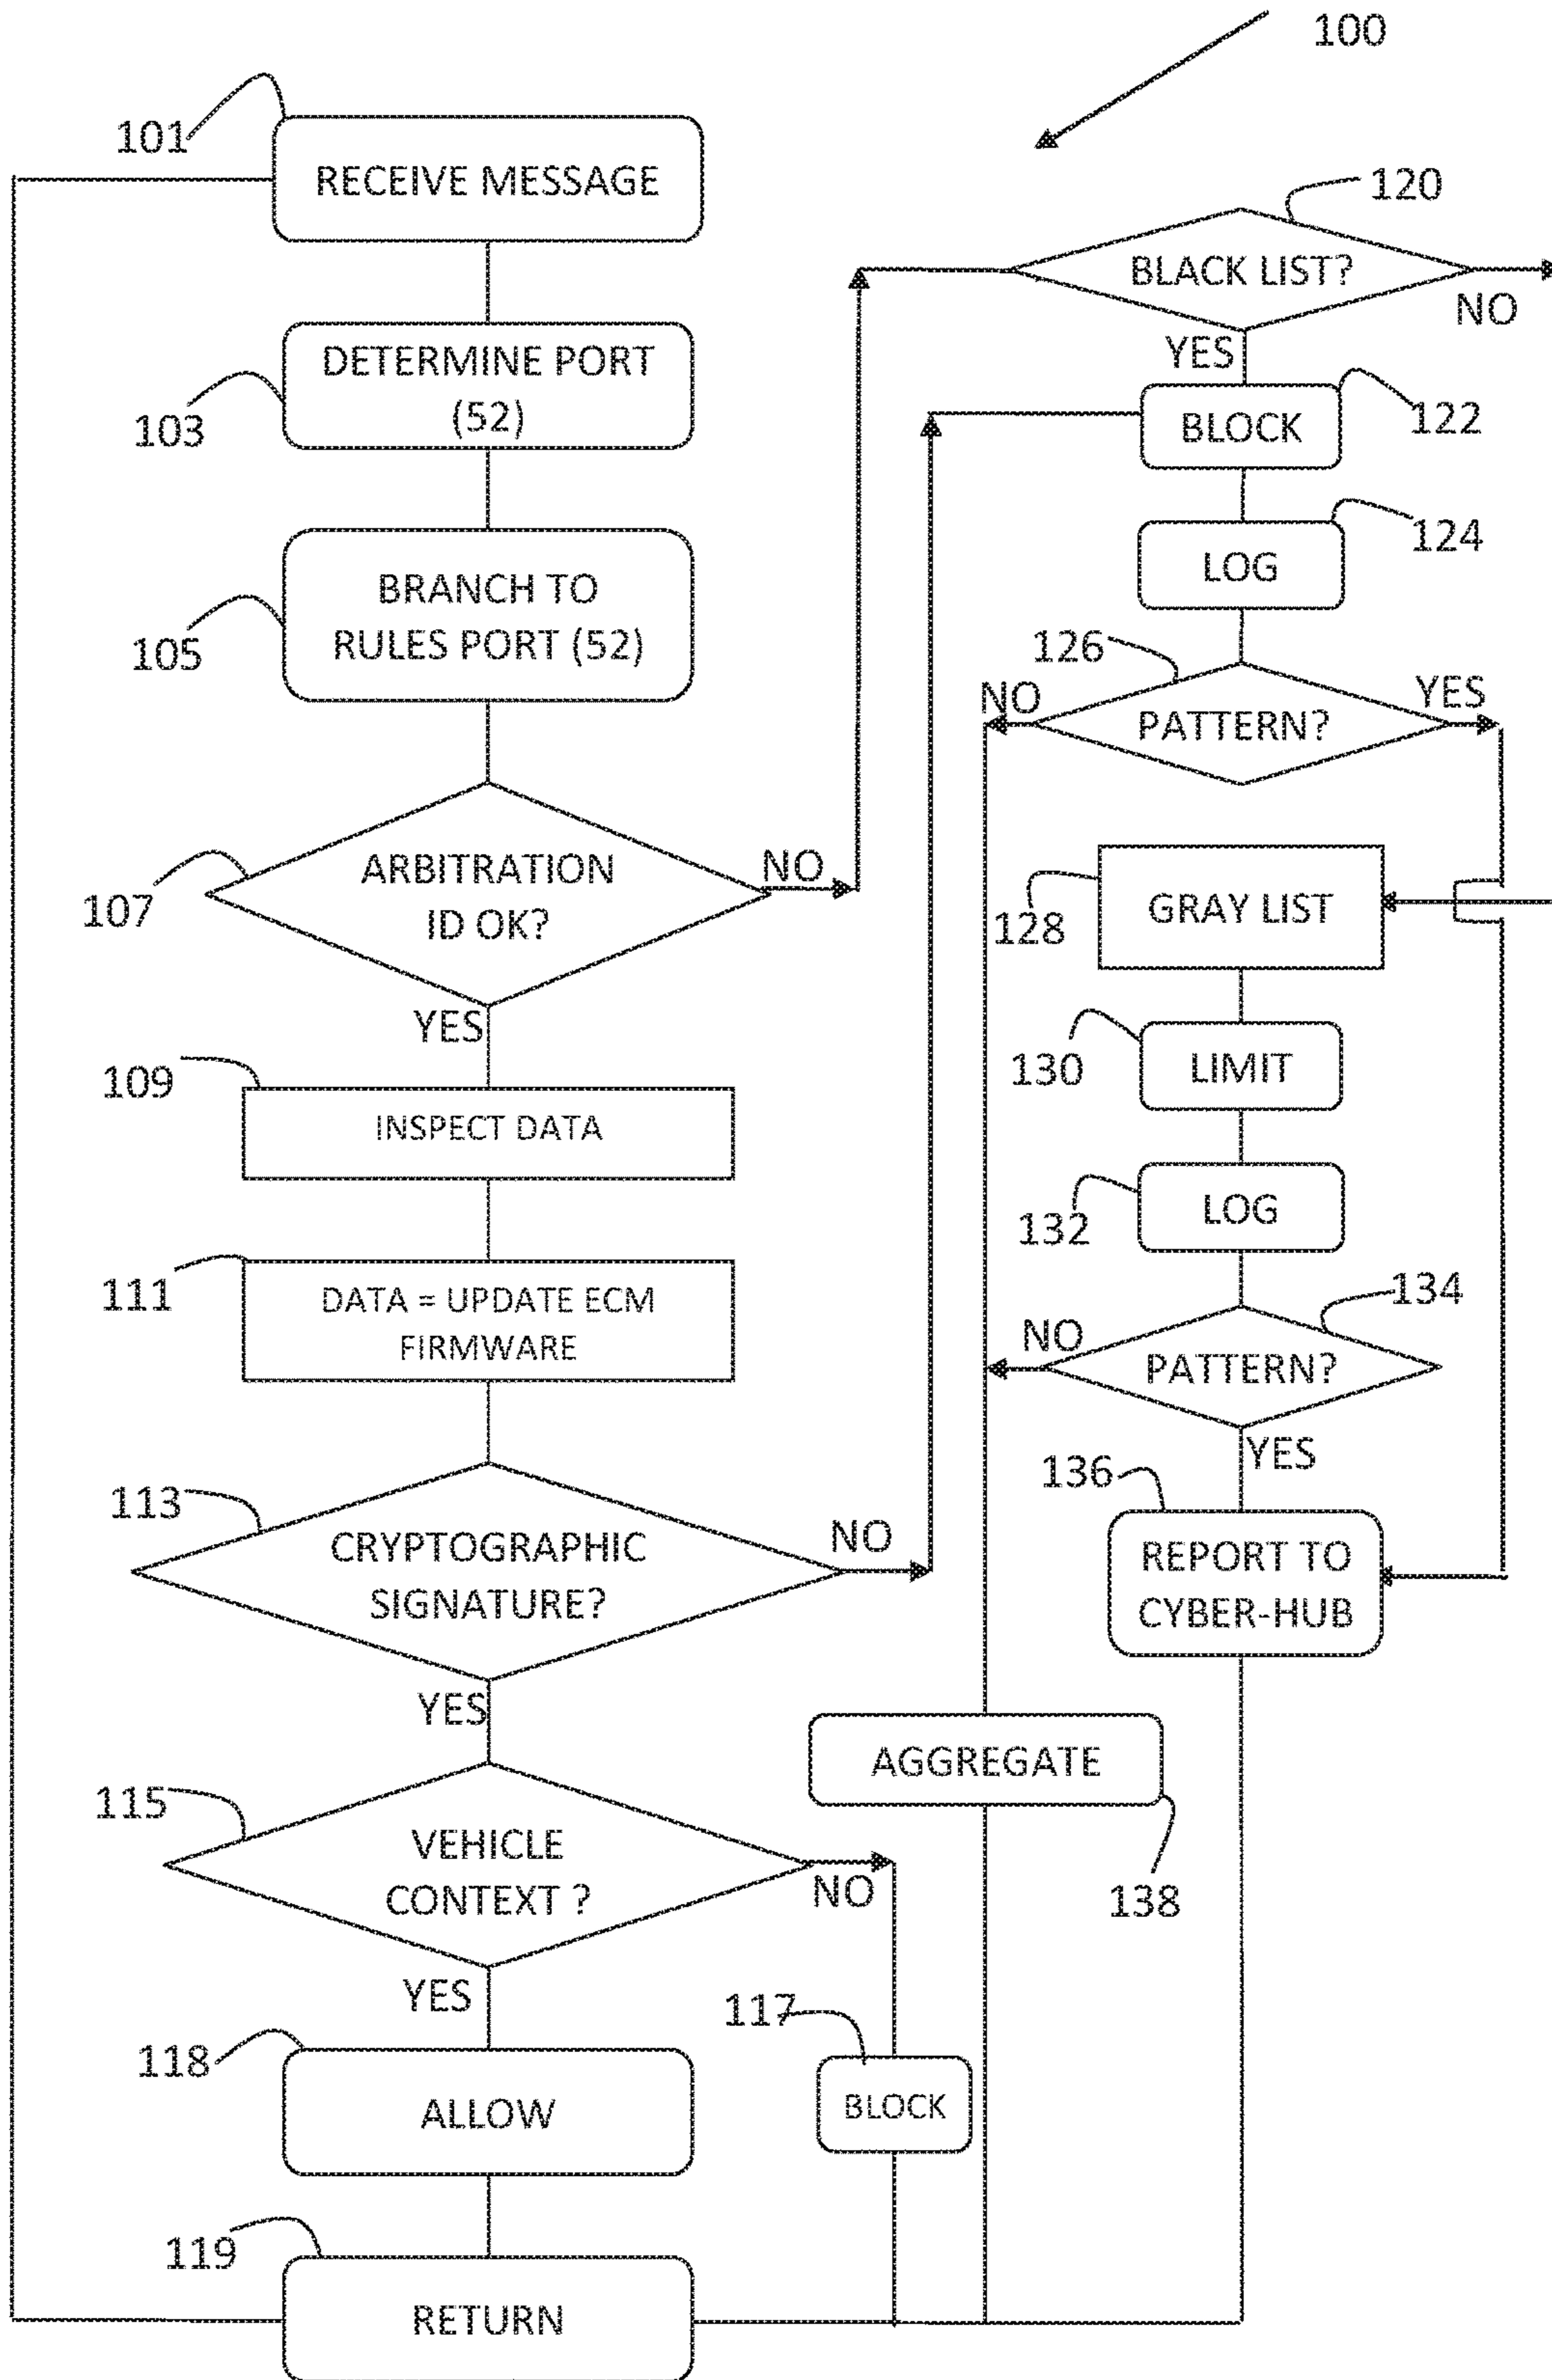 100
101
RECEIVE MESSAGE
103
DETERMINE PORT
(52)
105
BRANCH TO
RULES PORT (52)
107
ARBITRATION
ID OK?
NO
YES
109
INSPECT DATA
111
DATA = UPDATE ECM
FIRMWARE
113
CRYPTOGRAPHIC
SIGNATURE?
NO
YES
115
VEHICLE
CONTEXT ?
NO
YES
117
BLOCK
118
ALLOW
119
RETURN
120
BLACK LIST?
NO
YES
122
BLOCK
124
LOG
126
NO
YES
PATTERN?
128
GRAY LIST
130
LIMIT
132
LOG
134
NO
PATTERN?
YES
136
REPORT TO
CYBER-HUB
AGGREGATE
138